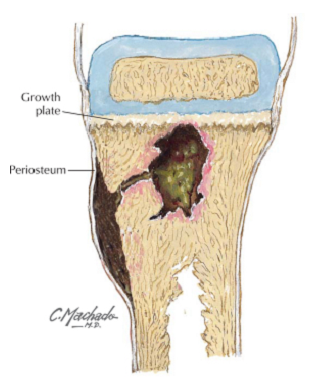 Growth
plate
Periosteum
C. Machado
M.D.